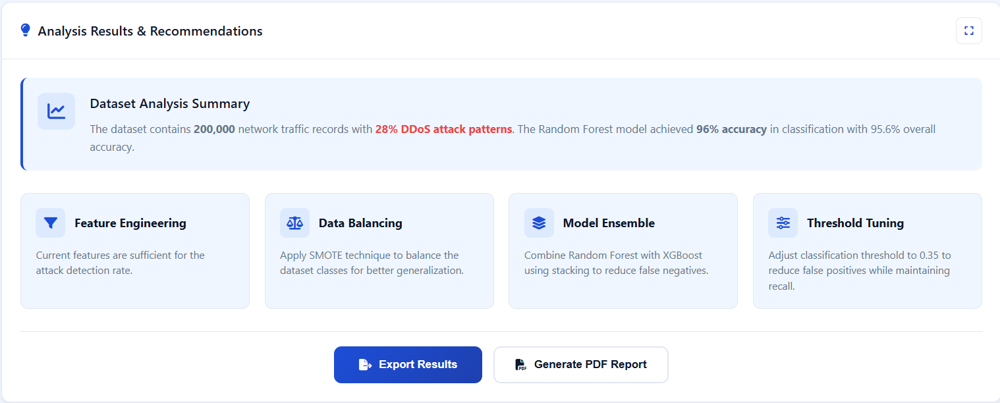 Analysis Results & Recommendations
Dataset Analysis Summary
The dataset contains 200,000 network traffic records with 28% DDoS attack patterns. The Random Forest model achieved 96% accuracy in classification with 95.6% overall
accuracy.
Feature Engineering
Current features are sufficient for the
attack detection rate.
Data Balancing
Apply SMOTE technique to balance the
dataset classes for better generalization.
Model Ensemble
Combine Random Forest with XGBoost
using stacking to reduce false negatives.
Threshold Tuning
Adjust classification threshold to 0.35 to
reduce false positives while maintaining
recall.
Export Results
PDF
Generate PDF Report